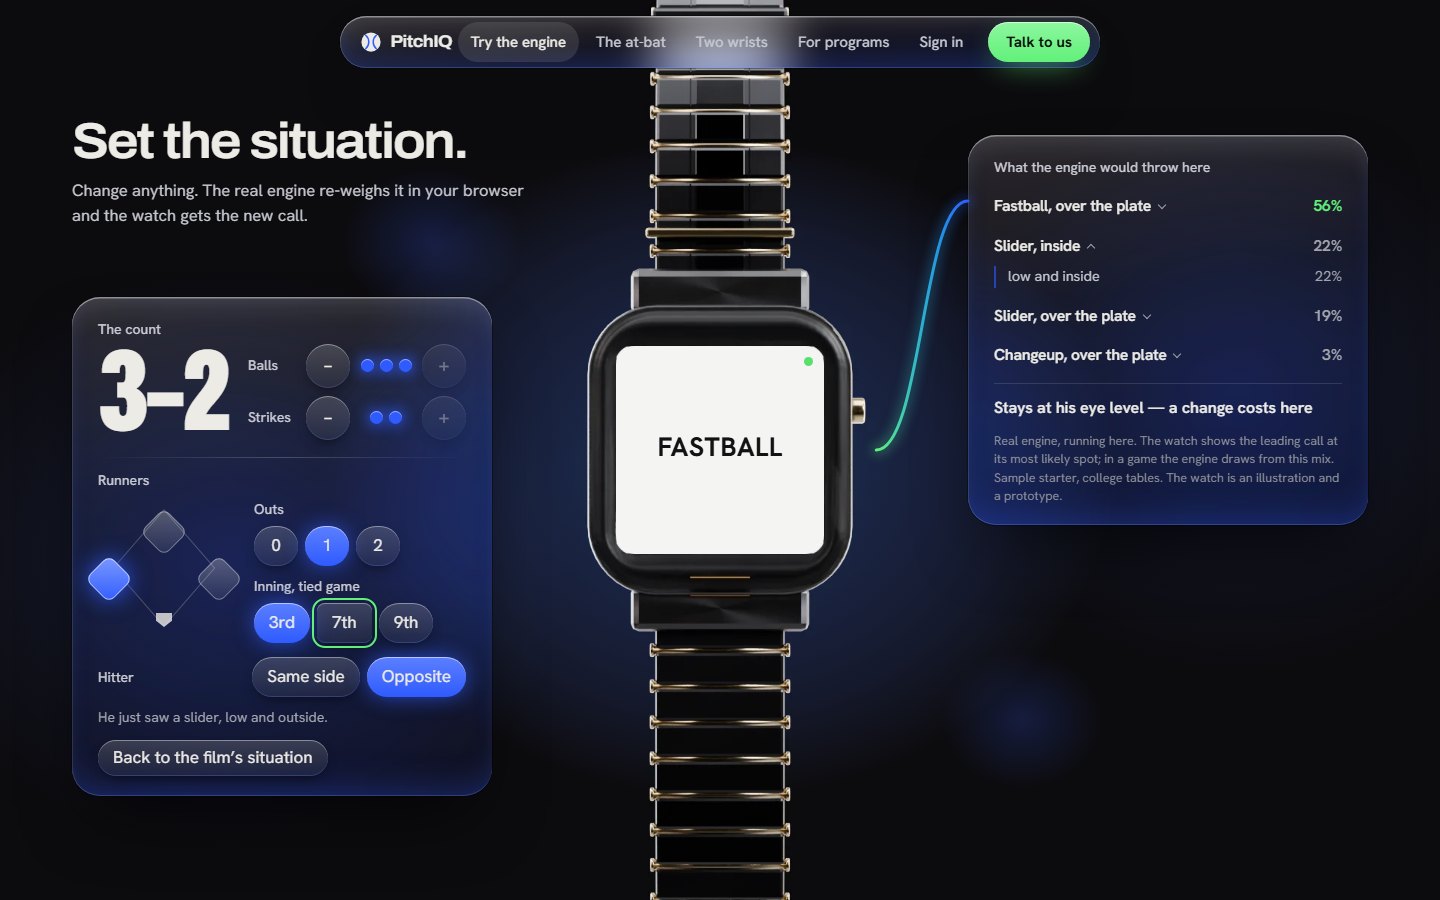 PitchIQ
Try the engine
The at-bat
Two wrists
For programs
Sign in
Talk to us
Set the situation.
Change anything. The real engine re-weighs it in your browser
and the watch gets the new call.
The count
3–2
Balls
−
+
Strikes
−
+
Runners
Outs
0
1
2
Inning, tied game
3rd
7th
9th
Hitter
Same side
Opposite
He just saw a slider, low and outside.
Back to the film’s situation
FASTBALL
What the engine would throw here
Fastball, over the plate 56%
Slider, inside 22%
low and inside 22%
Slider, over the plate 19%
Changeup, over the plate 3%
Stays at his eye level — a change costs here
Real engine, running here. The watch shows the leading call at
its most likely spot; in a game the engine draws from this mix.
Sample starter, college tables. The watch is an illustration and
a prototype.